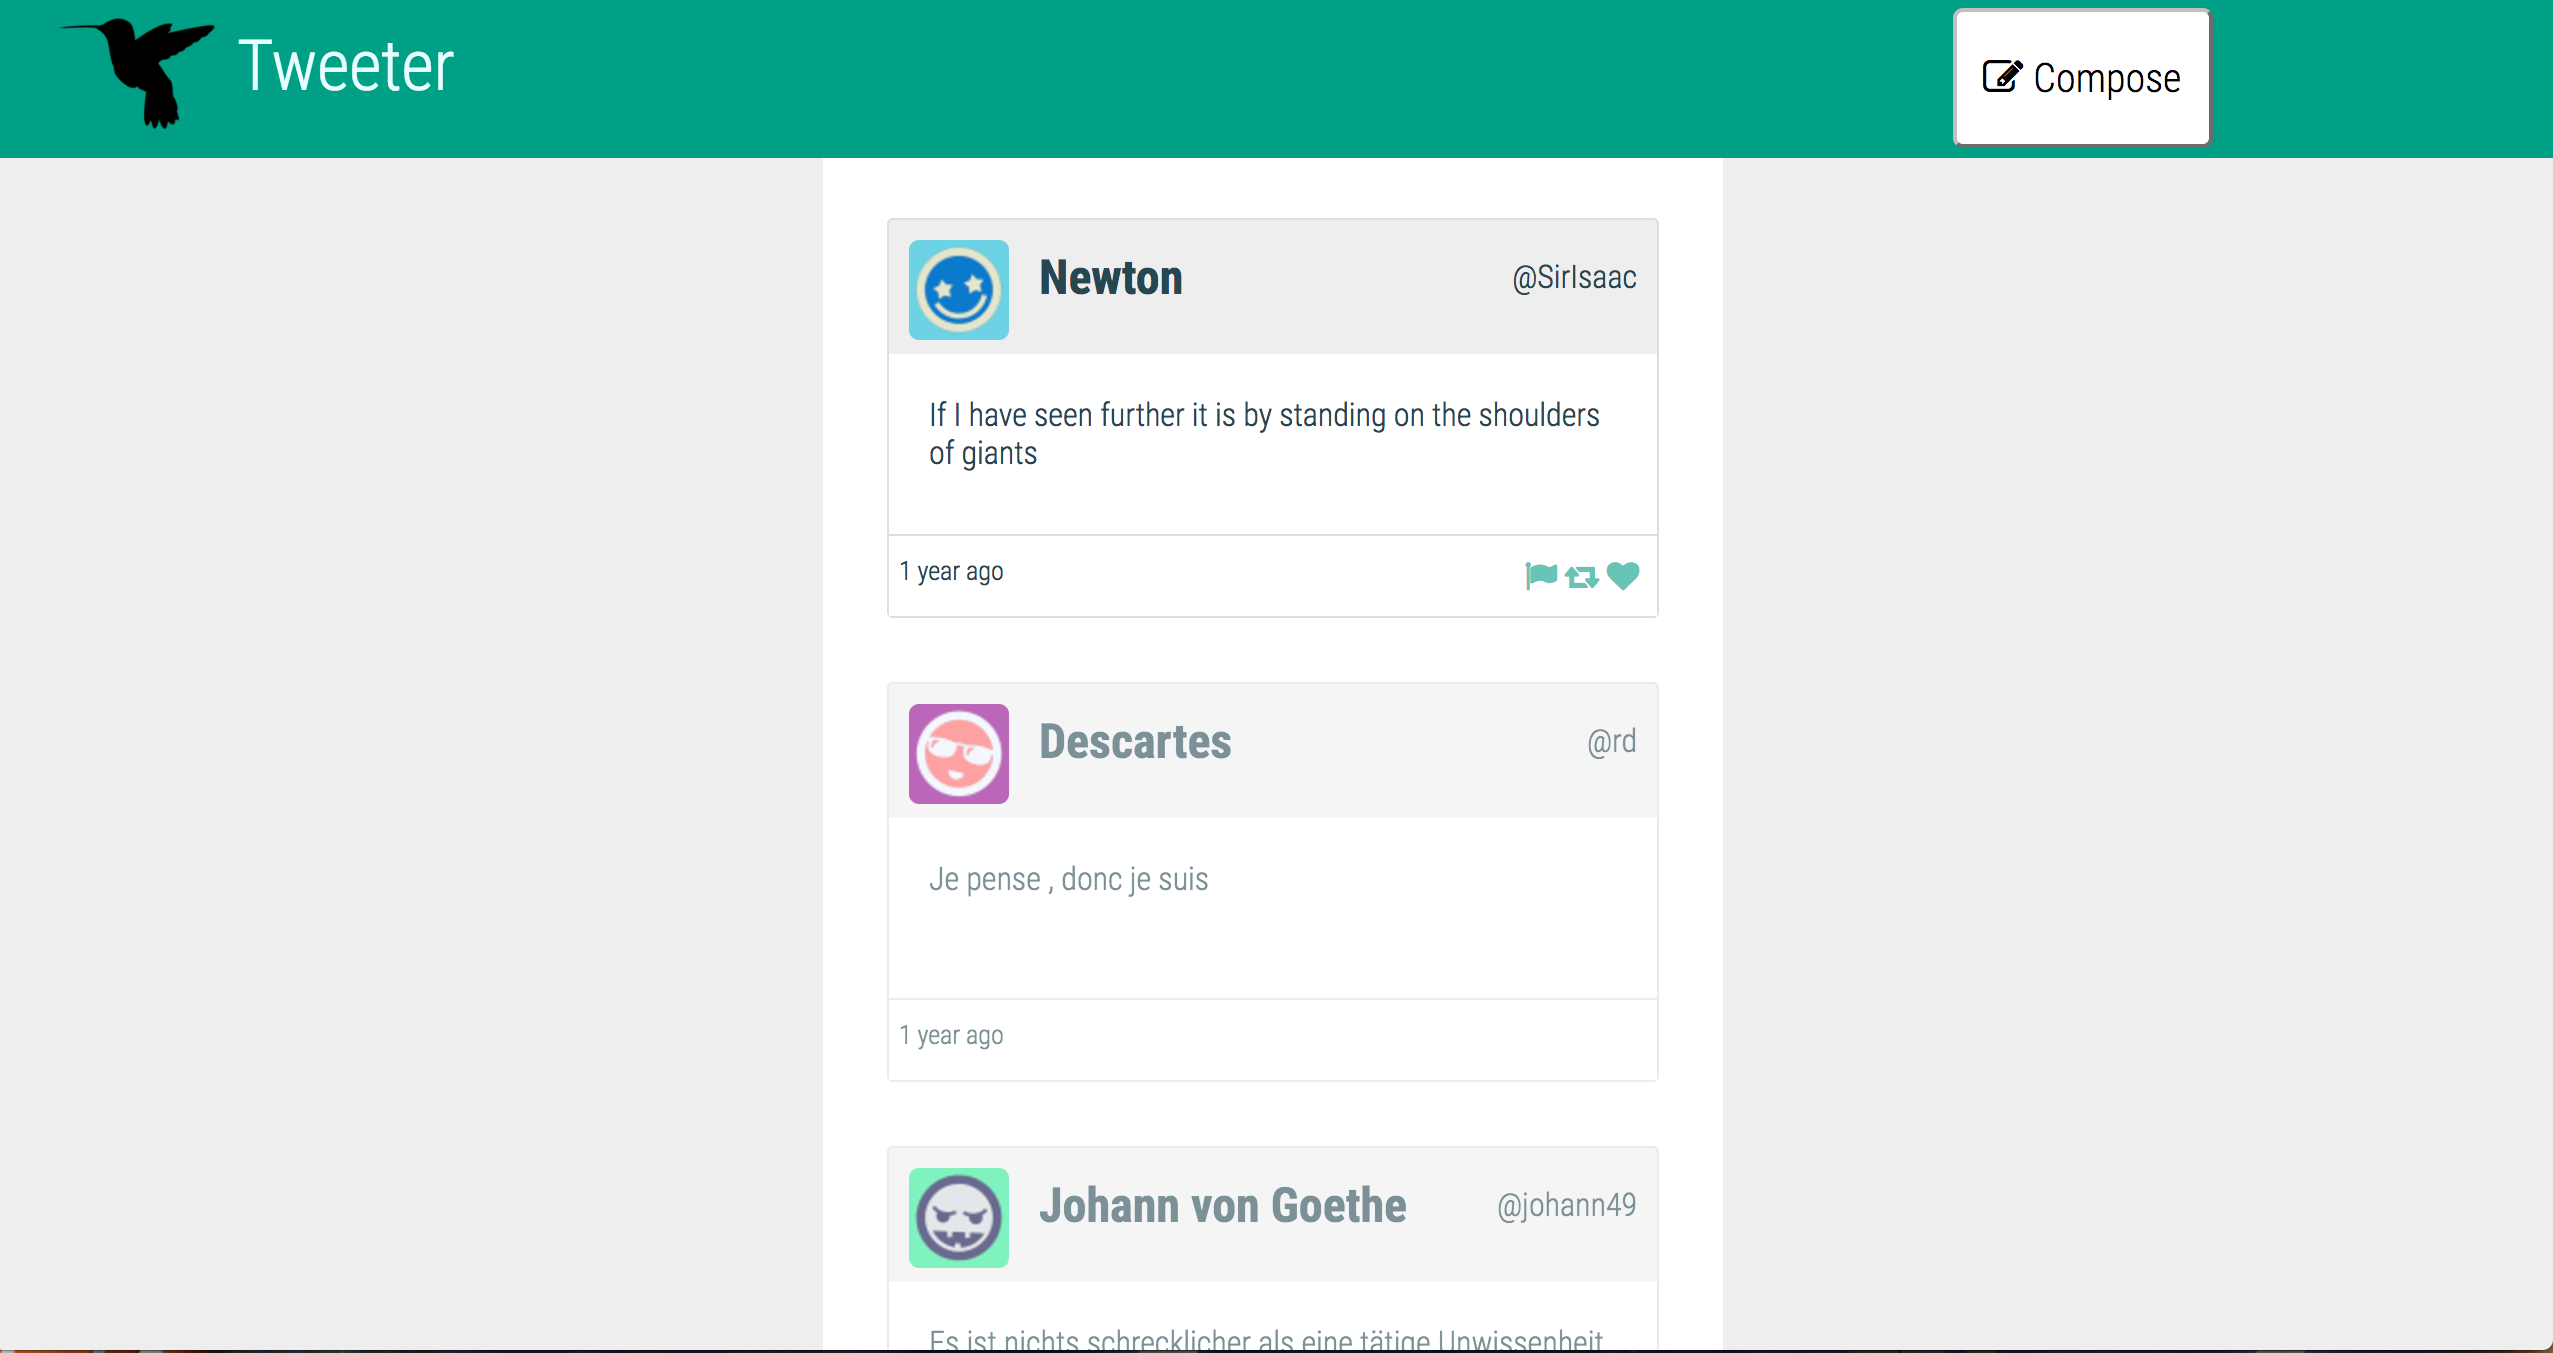 Tweeter
Compose
Newton
@SirIsaac
If I have seen further it is by standing on the shoulders
of giants
1 year ago
Descartes
@rd
Je pense , donc je suis
1 year ago
Johann von Goethe
@johann49
Es ist nichts schrecklicher als eine tätige Unwissenheit